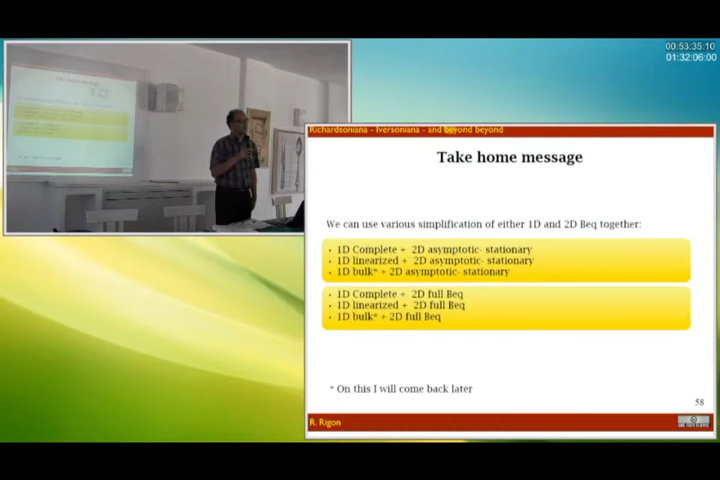 00:53:35.10
01:32:06:00
Take home message
Richardsoniana - Iversoniana - and beyond beyond
Take home message
We can use various simplification of either 1D and 2D Beq together:
· 1D Complete + 2D asymptotic- stationary
· 1D linearized + 2D asymptotic- stationary
· 1D bulk* + 2D asymptotic- stationary
· 1D Complete + 2D full Beq
· 1D linearized + 2D full Beq
· 1D bulk* + 2D full Beq
* On this I will come back later
58
R. Rigon